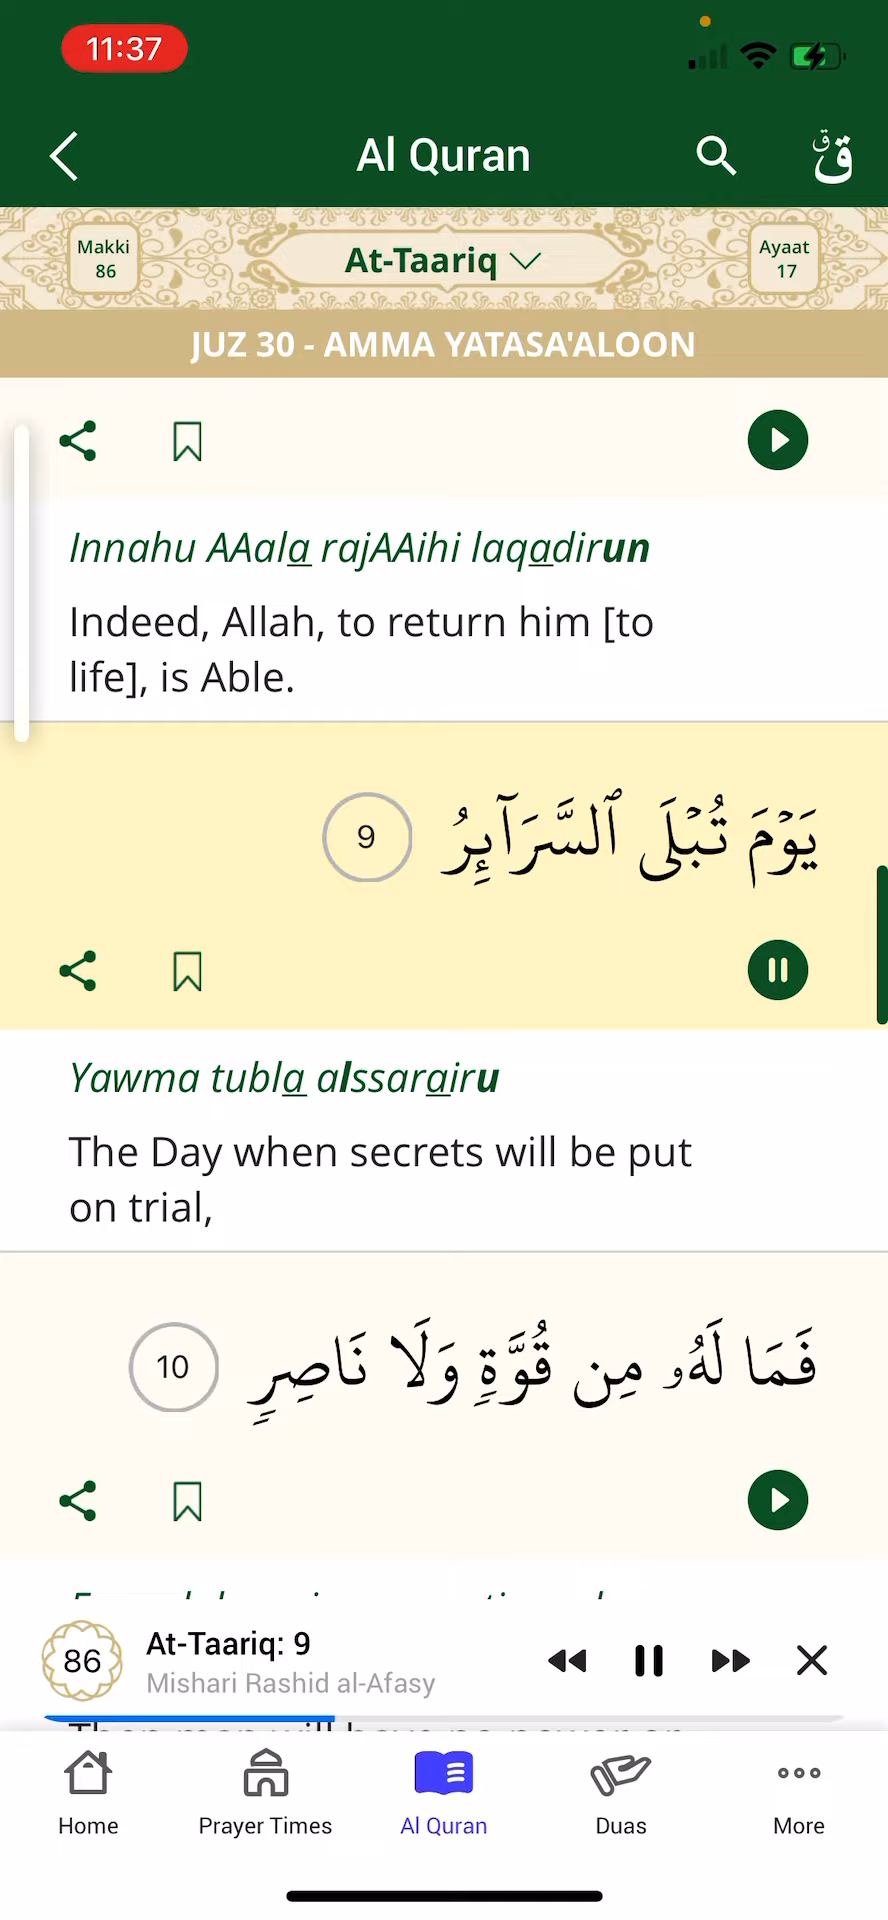 11:37
Al Quran
Makki
86
At-Taariq
Ayaat
17
JUZ 30 - AMMA YATASA'ALOON
Innahu AAala rajAAihi laqadirun
Indeed, Allah, to return him [to
life], is Able.
يَوْمَ تُبْلَى ٱلسَّرَآئِرُ
9
Yawma tubla alssarairu
The Day when secrets will be put
on trial,
فَمَا لَهُۥ مِن قُوَّةٍ وَلَا نَاصِرٍ
10
86
At-Taariq: 9
Mishari Rashid al-Afasy
Home
Prayer Times
Al Quran
Duas
More